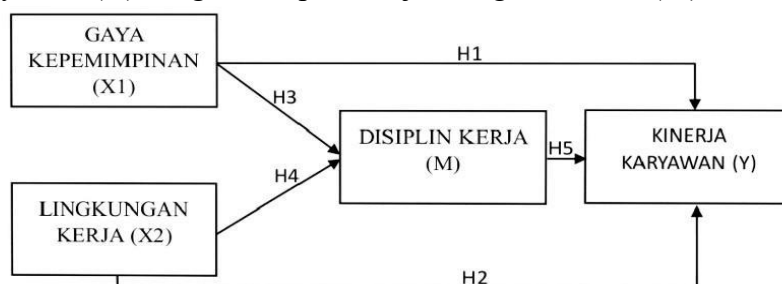 GAYA
KEPEMIMPINAN
(X1)
H1
H3
DISIPLIN KERJA
(M)
H5
KINERJA
KARYAWAN (Y)
H4
LINGKUNGAN
KERJA (X2)
H2